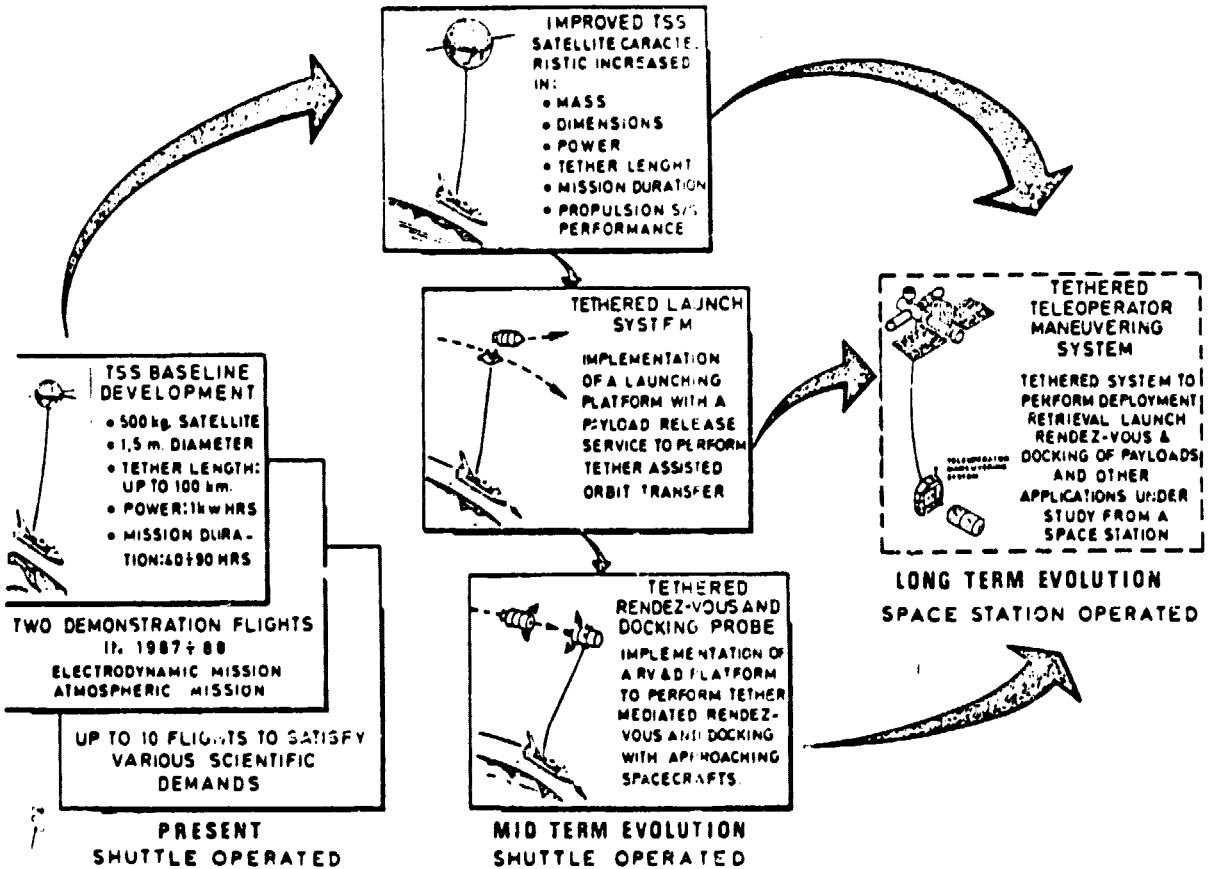 TSS BASELINE
DEVELOPMENT
• 500 kg. SATELLITE
• 1,5 m. DIAMETER
• TETHER LENGTH:
UP TO 100 km.
• POWER: 1kw HRS
• MISSION DURA-
TION: 60÷90 HRS
TWO DEMONSTRATION FLIGHTS
IN 1987÷88
ELECTRODYNAMIC MISSION
ATMOSPHERIC MISSION
UP TO 10 FLIGHTS TO SATISFY
VARIOUS SCIENTIFIC
DEMANDS
PRESENT
SHUTTLE OPERATED
IMPROVED TSS
SATELLITE CARACTE
RISTIC INCREASED
IN:
• MASS
• DIMENSIONS
• POWER
• TETHER LENGHT
• MISSION DURATION
• PROPULSION S/S
PERFORMANCE
TETHERED LAUNCH
SYSTEM
IMPLEMENTATION
OF A LAUNCHING
PLATFORM WITH A
PAYLOAD RELEASE
SERVICE TO PERFORM
TETHER ASSISTED
ORBIT TRANSFER
TETHERED
RENDEZ-VOUS AND
DOCKING PROBE
IMPLEMENTATION OF
A RV & D PLATFORM
TO PERFORM TETHER
MEDIATED RENDEZ-
VOUS AND DOCKING
WITH APPROACHING
SPACECRAFTS.
MID TERM EVOLUTION
SHUTTLE OPERATED
TETHERED
TELEOPERATOR
MANEUVERING
SYSTEM
TETHERED SYSTEM TO
PERFORM DEPLOYMENT
RETRIEVAL LAUNCH
RENDEZ-VOUS &
DOCKING OF PAYLOADS
AND OTHER
APPLICATIONS UNDER
STUDY FROM A
SPACE STATION
TELEOPERATOR
MANEUVERING
SYSTEM
LONG TERM EVOLUTION
SPACE STATION OPERATED